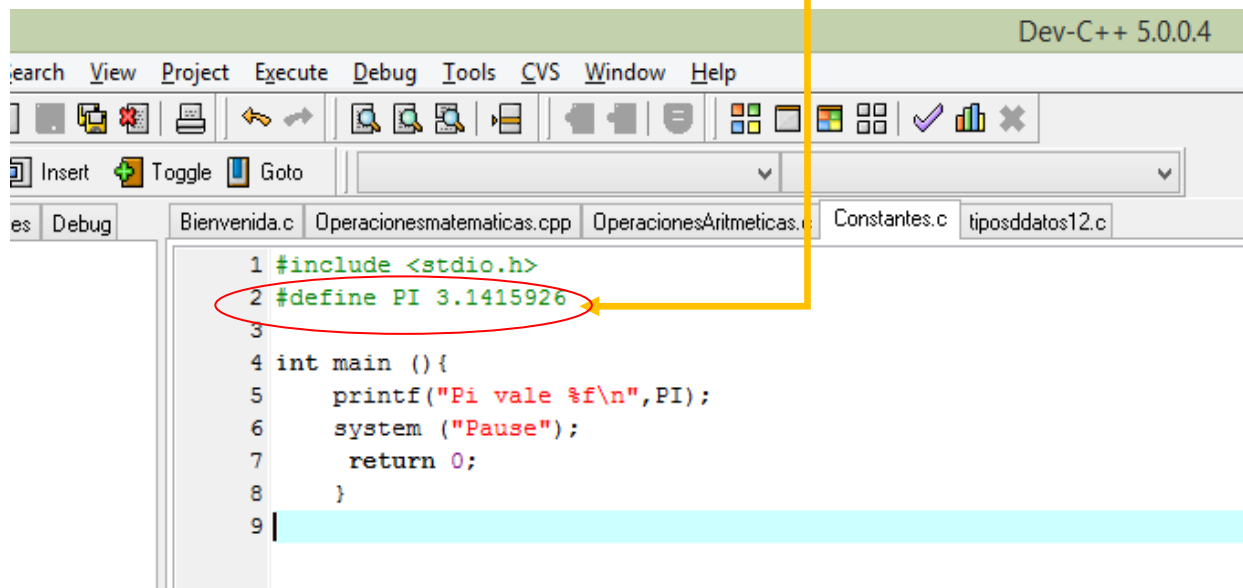 Dev-C++ 5.0.0.4
earch View Project Execute Debug Tools CVS Window Help
Insert Toggle Goto
es Debug Bienvenida.c Operacionesmatematicas.cpp OperacionesAritmeticas. Constantes.c tiposddatos12.c
1 #include <stdio.h>
2 #define PI 3.1415926
3
4 int main (){
5 printf("Pi vale %f\n",PI);
6 system ("Pause");
7 return 0;
8 }
9